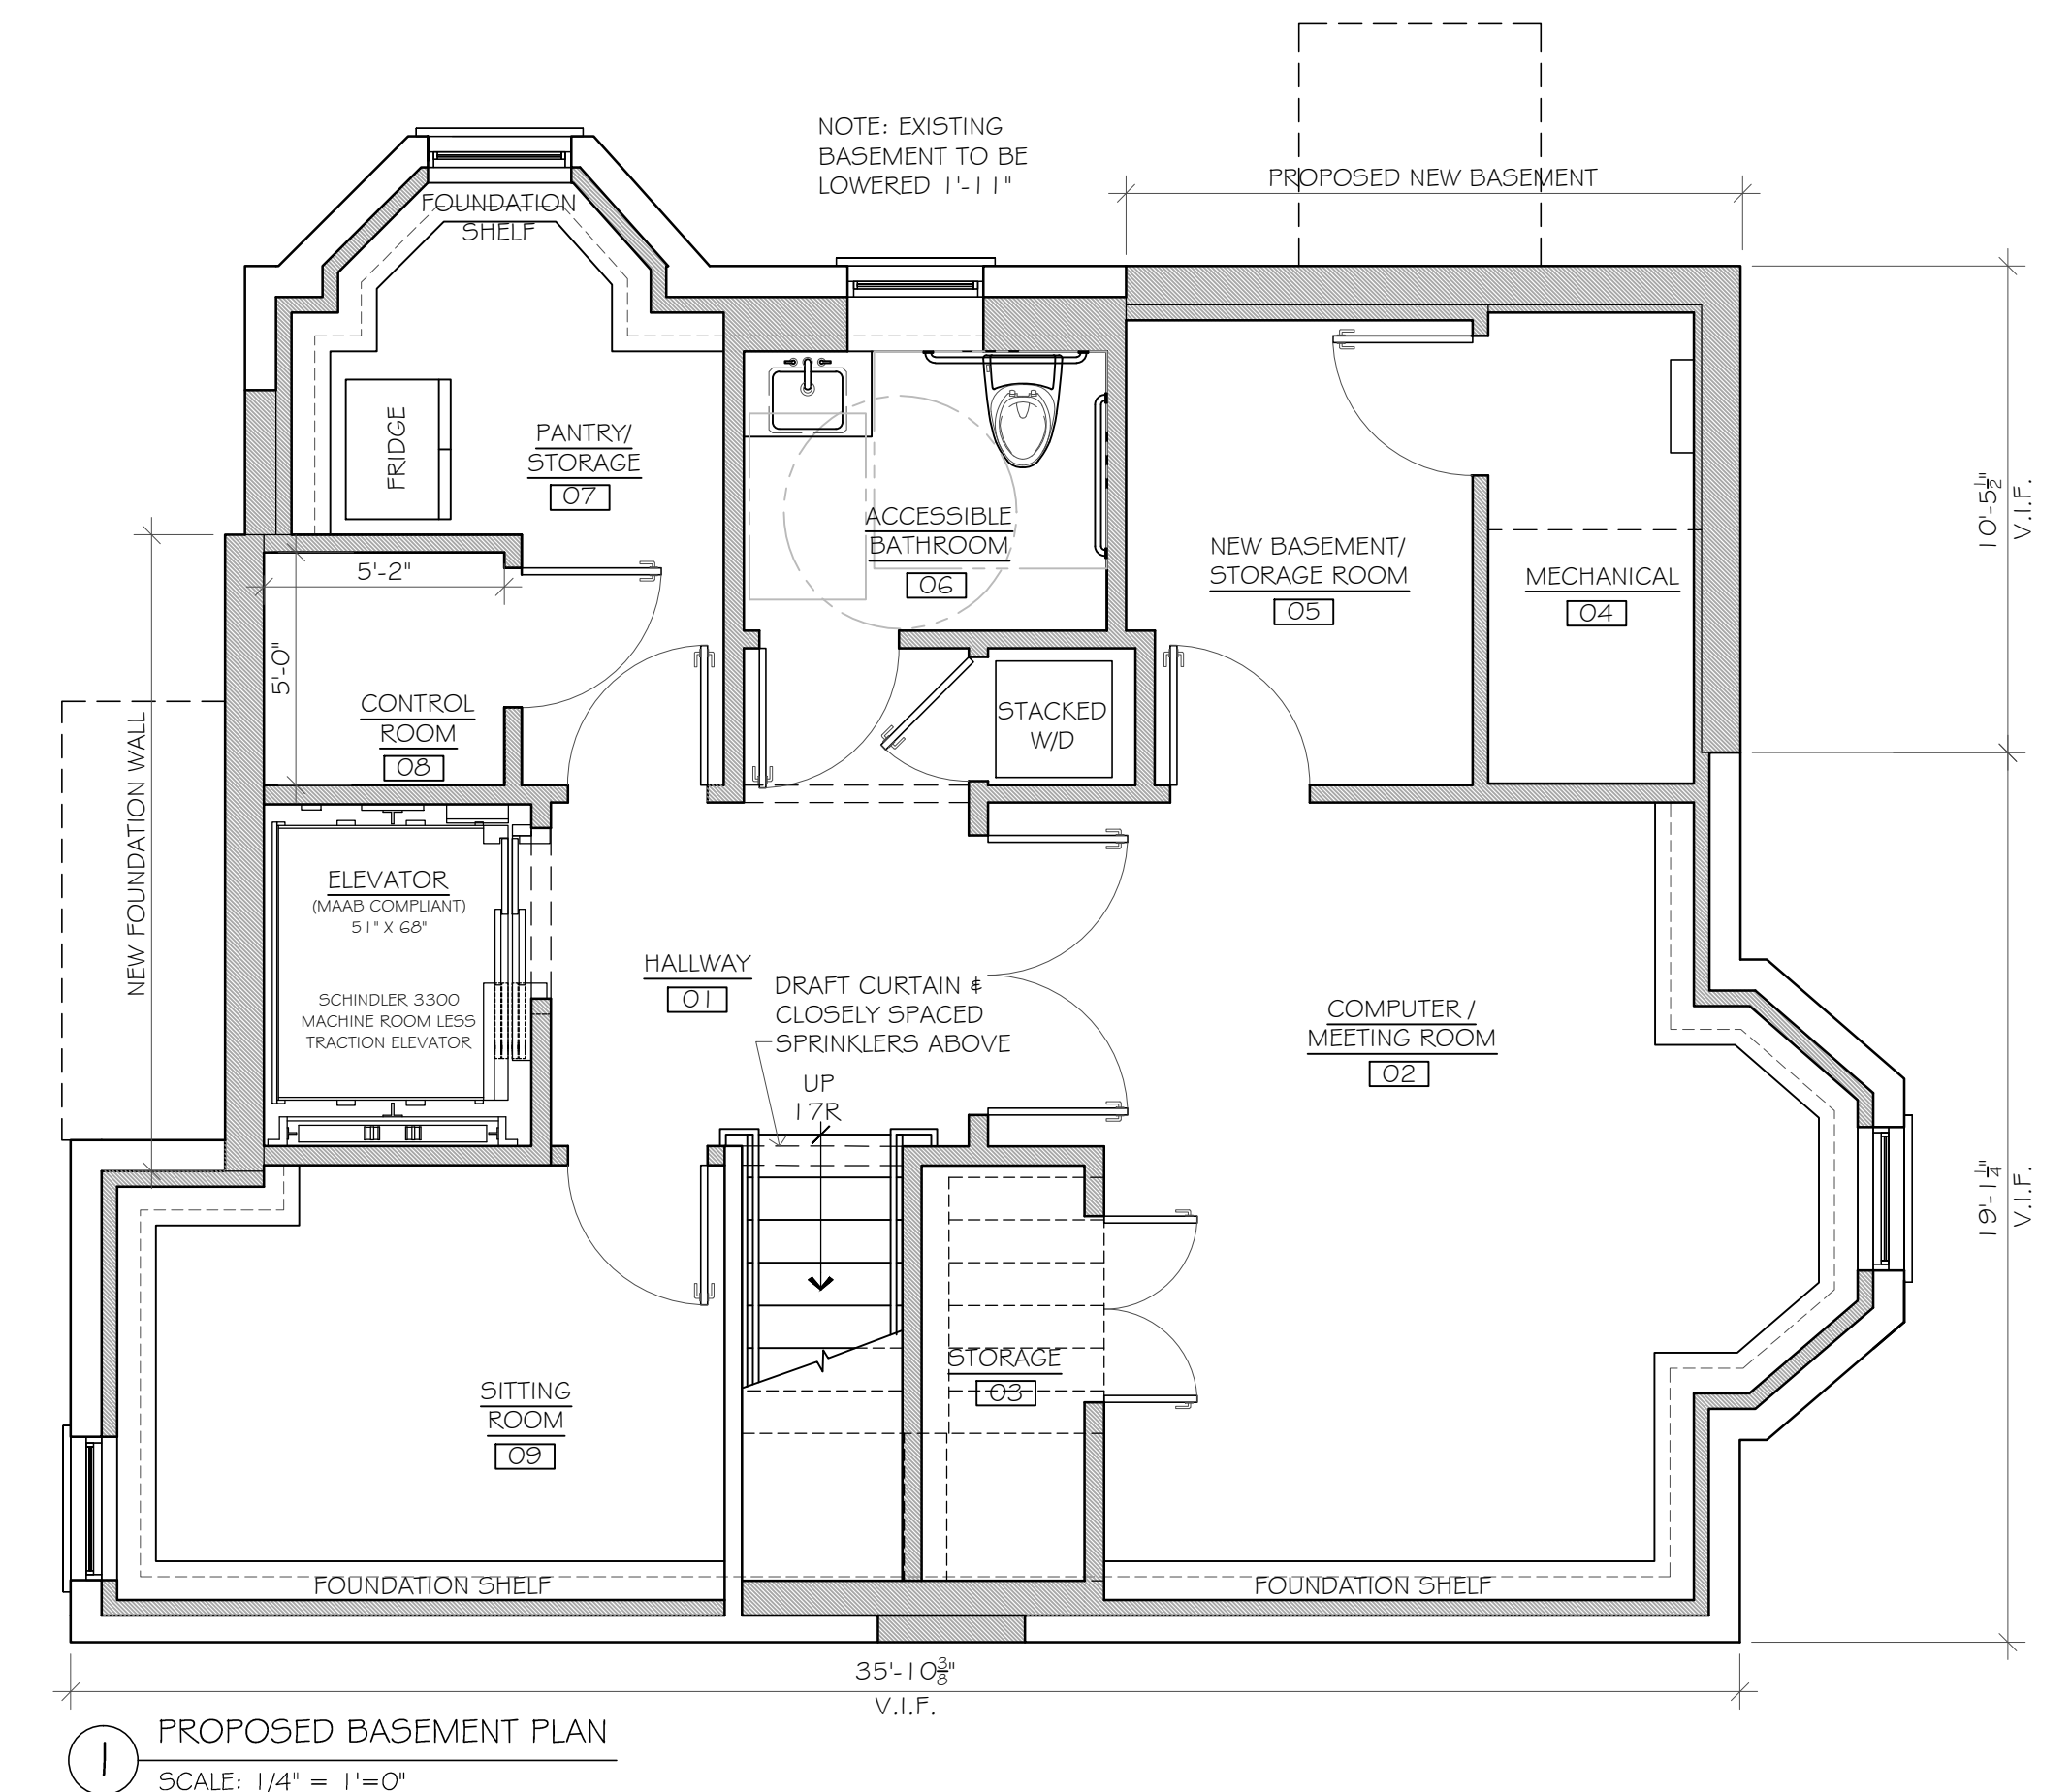 NOTE: EXISTING
BASEMENT TO BE
LOWERED 1'-11"
PROPOSED NEW BASEMENT
FOUNDATION
SHELF
FRIDGE
PANTRY/
STORAGE
07
ACCESSIBLE
BATHROOM
06
NEW BASEMENT/
STORAGE ROOM
05
MECHANICAL
04
10'-5½"
V.I.F.
5'-2"
5'-0"
CONTROL
ROOM
08
STACKED
W/D
NEW FOUNDATION WALL
ELEVATOR
(MAAB COMPLIANT)
51" X 68"
SCHINDLER 3300
MACHINE ROOM LESS
TRACTION ELEVATOR
HALLWAY
01
DRAFT CURTAIN &
CLOSELY SPACED
SPRINKLERS ABOVE
UP
17R
COMPUTER /
MEETING ROOM
02
19'-1¼"
V.I.F.
STORAGE
03
SITTING
ROOM
09
FOUNDATION SHELF
FOUNDATION SHELF
35'-10⅜"
V.I.F.
1
PROPOSED BASEMENT PLAN
SCALE: 1/4" = 1'=0"